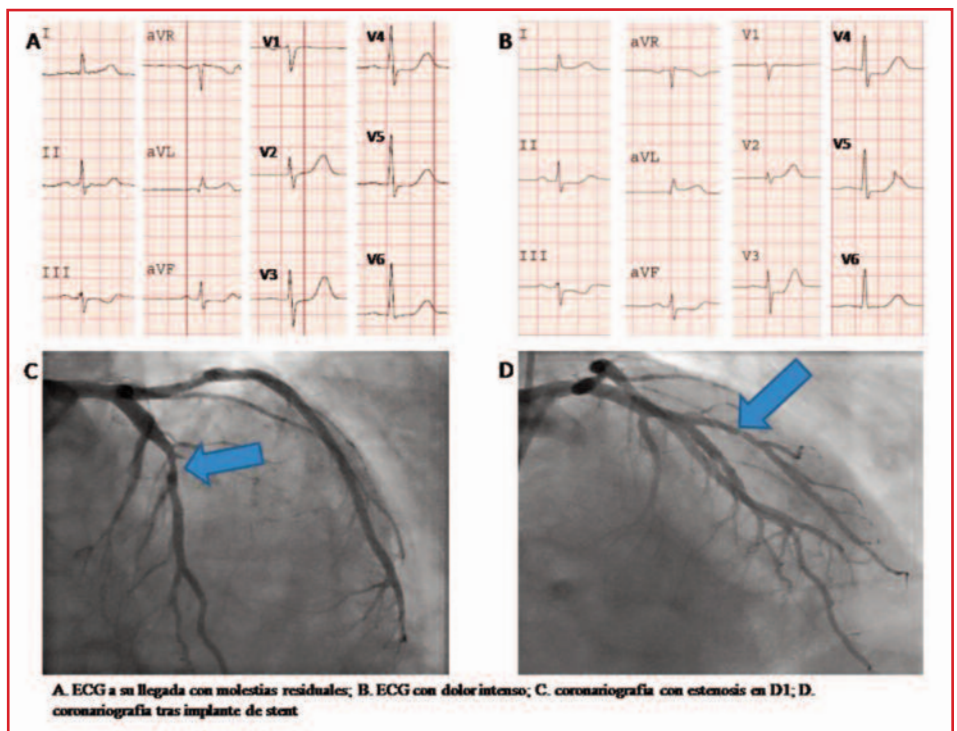 A
I
aVR
V1
V4
II
aVL
V2
V5
III
aVF
V3
V6
B
I
aVR
V1
V4
II
aVL
V2
V5
III
aVF
V3
V6
C
D
A. ECG a su llegada con molestias residuales; B. ECG con dolor intenso; C. coronariografia con estenosis en D1; D.
coronariografia tras implante de stent